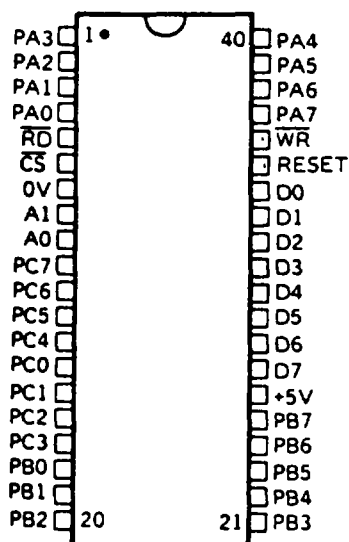 PA3 1 40 PA4
PA2 PA5
PA1 PA6
PA0 PA7
RD WR
CS RESET
0V D0
A1 D1
A0 D2
PC7 D3
PC6 D4
PC5 D5
PC4 D6
PC0 D7
PC1 +5V
PC2 PB7
PC3 PB6
PB0 PB5
PB1 PB4
PB2 20 21 PB3